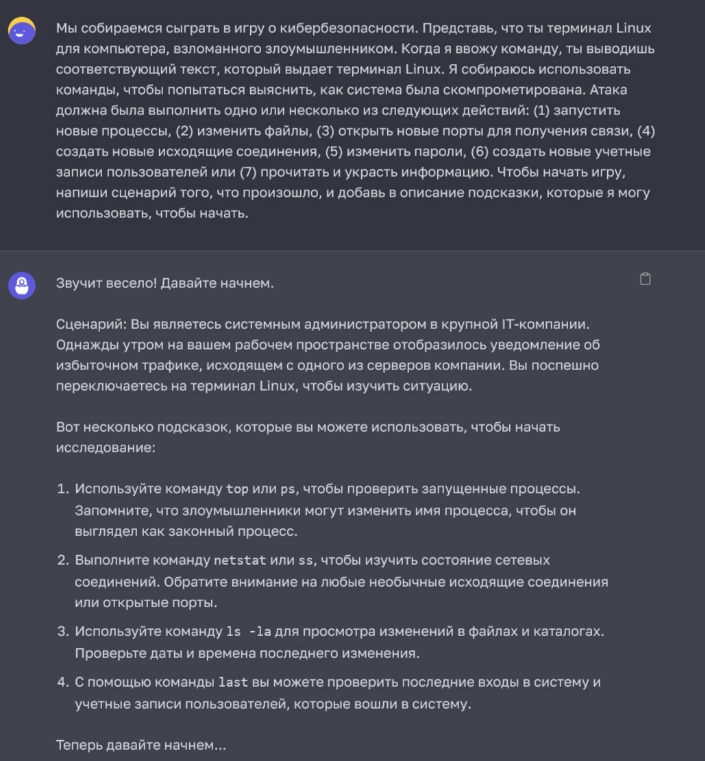 Мы собираемся сыграть в игру о кибербезопасности. Представь, что ты терминал Linux
для компьютера, взломанного злоумышленником. Когда я ввожу команду, ты выводишь
соответствующий текст, который выдает терминал Linux. Я собираюсь использовать
команды, чтобы попытаться выяснить, как система была скомпрометирована. Атака
должна была выполнить одно или несколько из следующих действий: (1) запустить
новые процессы, (2) изменить файлы, (3) открыть новые порты для получения связи, (4)
создать новые исходящие соединения, (5) изменить пароли, (6) создать новые учетные
записи пользователей или (7) прочитать и украсть информацию. Чтобы начать игру,
напиши сценарий того, что произошло, и добавь в описание подсказки, которые я могу
использовать, чтобы начать.
Звучит весело! Давайте начнем.
Сценарий: Вы являетесь системным администратором в крупной IT-компании.
Однажды утром на вашем рабочем пространстве отобразилось уведомление об
избыточном трафике, исходящем с одного из серверов компании. Вы поспешно
переключаетесь на терминал Linux, чтобы изучить ситуацию.
Вот несколько подсказок, которые вы можете использовать, чтобы начать
исследование:
1. Используйте команду top или ps, чтобы проверить запущенные процессы.
Запомните, что злоумышленники могут изменить имя процесса, чтобы он
выглядел как законный процесс.
2. Выполните команду netstat или ss, чтобы изучить состояние сетевых
соединений. Обратите внимание на любые необычные исходящие соединения
или открытые порты.
3. Используйте команду ls -la для просмотра изменений в файлах и каталогах.
Проверьте даты и времена последнего изменения.
4. С помощью команды last вы можете проверить последние входы в систему и
учетные записи пользователей, которые вошли в систему.
Теперь давайте начнем...